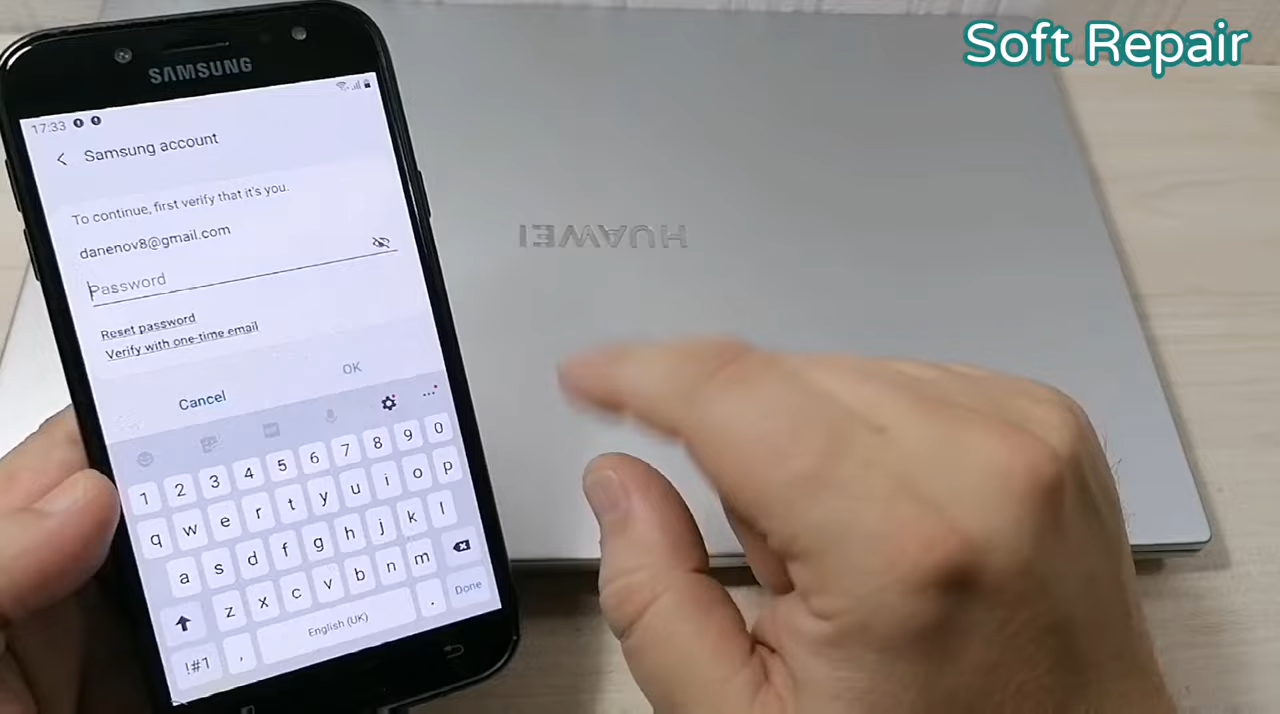 Soft Repair
SAMSUNG
17:33
Samsung account
To continue, first verify that it's you.
danenov8@gmail.com
Password
Reset password
Verify with one-time email
Cancel
OK
1 2 3 4 5 6 7 8 9 0
q w e r t y u i o p
a s d f g h j k l
z x c v b n m
!#1 , English (UK) . Done
HUAWEI